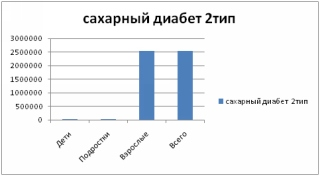 сахарный диабет 2тип
3000000
2500000
2000000
1500000
1000000
500000
0
Дети
Подростки
Взрослые
Всего
сахарный диабет 2тип